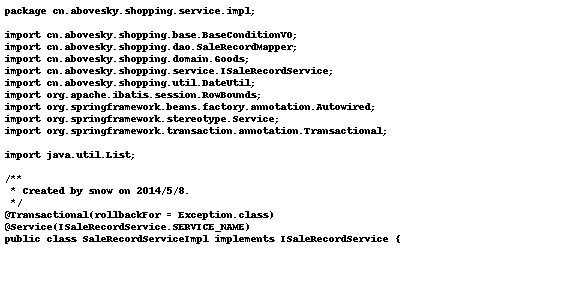 package cn.abovesky.shopping.service.impl;
import cn.abovesky.shopping.base.BaseConditionVO;
import cn.abovesky.shopping.dao.SaleRecordMapper;
import cn.abovesky.shopping.domain.Goods;
import cn.abovesky.shopping.service.ISaleRecordService;
import cn.abovesky.shopping.util.DateUtil;
import org.apache.ibatis.session.RowBounds;
import org.springframework.beans.factory.annotation.Autowired;
import org.springframework.stereotype.Service;
import org.springframework.transaction.annotation.Transactional;
import java.util.List;
/**
 * Created by snow on 2014/5/8.
 */
@Transactional(rollbackFor = Exception.class)
@Service(ISaleRecordService.SERVICE_NAME)
public class SaleRecordServiceImpl implements ISaleRecordService {